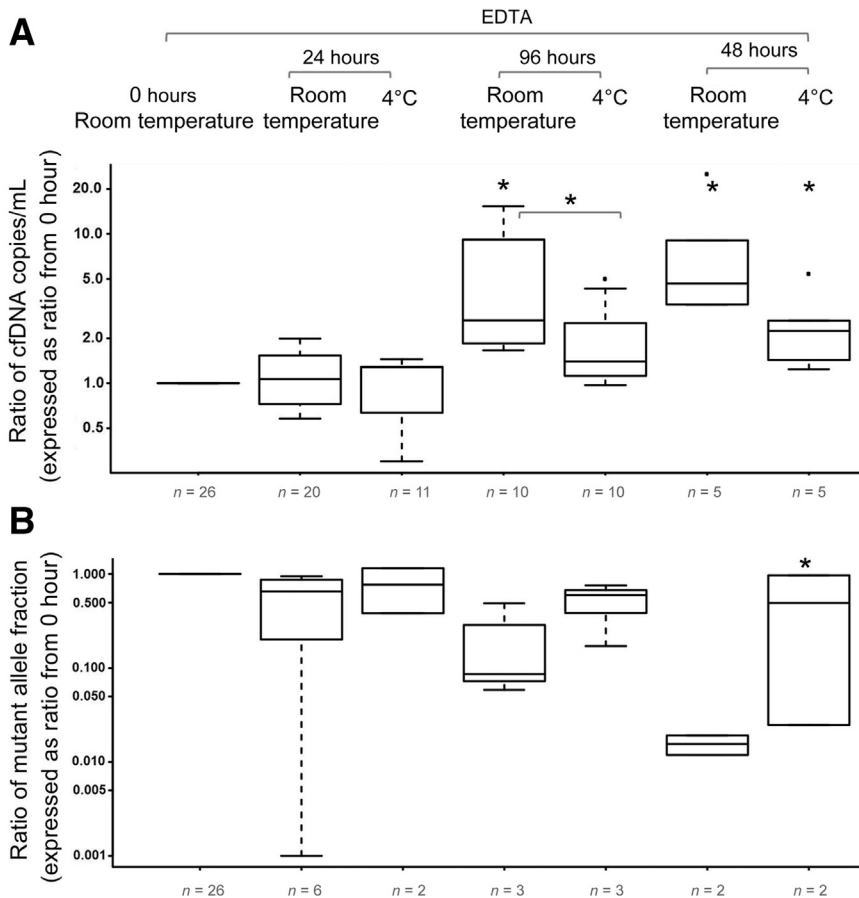 A
EDTA
24 hours
96 hours
48 hours
0 hours
Room temperature
Room
temperature
4°C
Room
temperature
4°C
Room
temperature
4°C
Ratio of cfDNA copies/mL
(expressed as ratio from 0 hour)
20.0
10.0
5.0
2.0
1.0
0.5
*
*
*
*
n = 26
n = 20
n = 11
n = 10
n = 10
n = 5
n = 5
B
Ratio of mutant allele fraction
(expressed as ratio from 0 hour)
1.000
0.500
0.100
0.050
0.010
0.005
0.001
*
n = 26
n = 6
n = 2
n = 3
n = 3
n = 2
n = 2